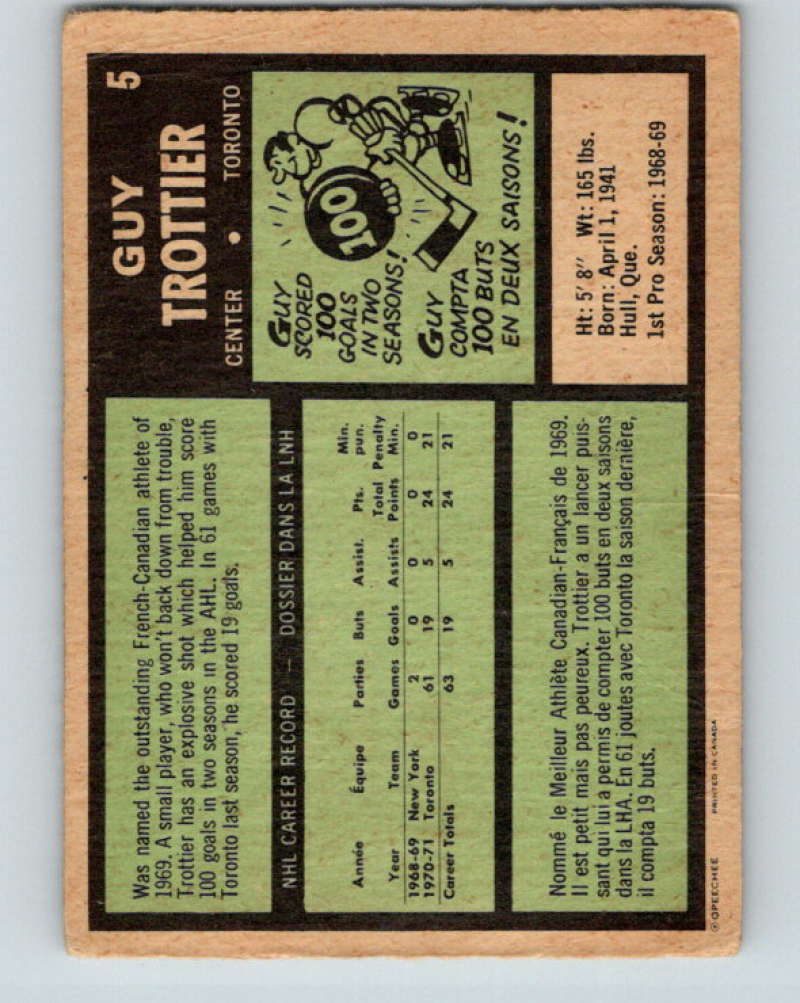 GUY 5
TROTTIER
CENTER • TORONTO
Was named the outstanding French-Canadian athlete of
1969. A small player, who won't back down from trouble,
Trottier has an explosive shot which helped him score
100 goals in two seasons in the AHL. In 61 games with
Toronto last season, he scored 19 goals.
GUY
SCORED
100
GOALS
IN TWO
SEASONS!
100
GUY
COMPTA
100 BUTS
EN DEUX SAISONS!
NHL CAREER RECORD — DOSSIER DANS LA LNH
Année Équipe Parties Buts Assist. Pts. Min. pun.
Year Team Games Goals Assists Total Points Penalty Min.
1968-69 New York 2 0 0 0 0
1970-71 Toronto 61 19 5 24 21
Career Totals 63 19 5 24 21
Nommé le Meilleur Athlète Canadian-Français de 1969.
Il est petit mais pas peureux. Trottier a un lancer puis-
sant qui lui a permis de compter 100 buts en deux saisons
dans la LHA. En 61 joutes avec Toronto la saison dernière,
il compta 19 buts.
Ht: 5' 8" Wt: 165 lbs.
Born: April 1, 1941
Hull, Que.
1st Pro Season: 1968-69
© OPEECHEE PRINTED IN CANADA